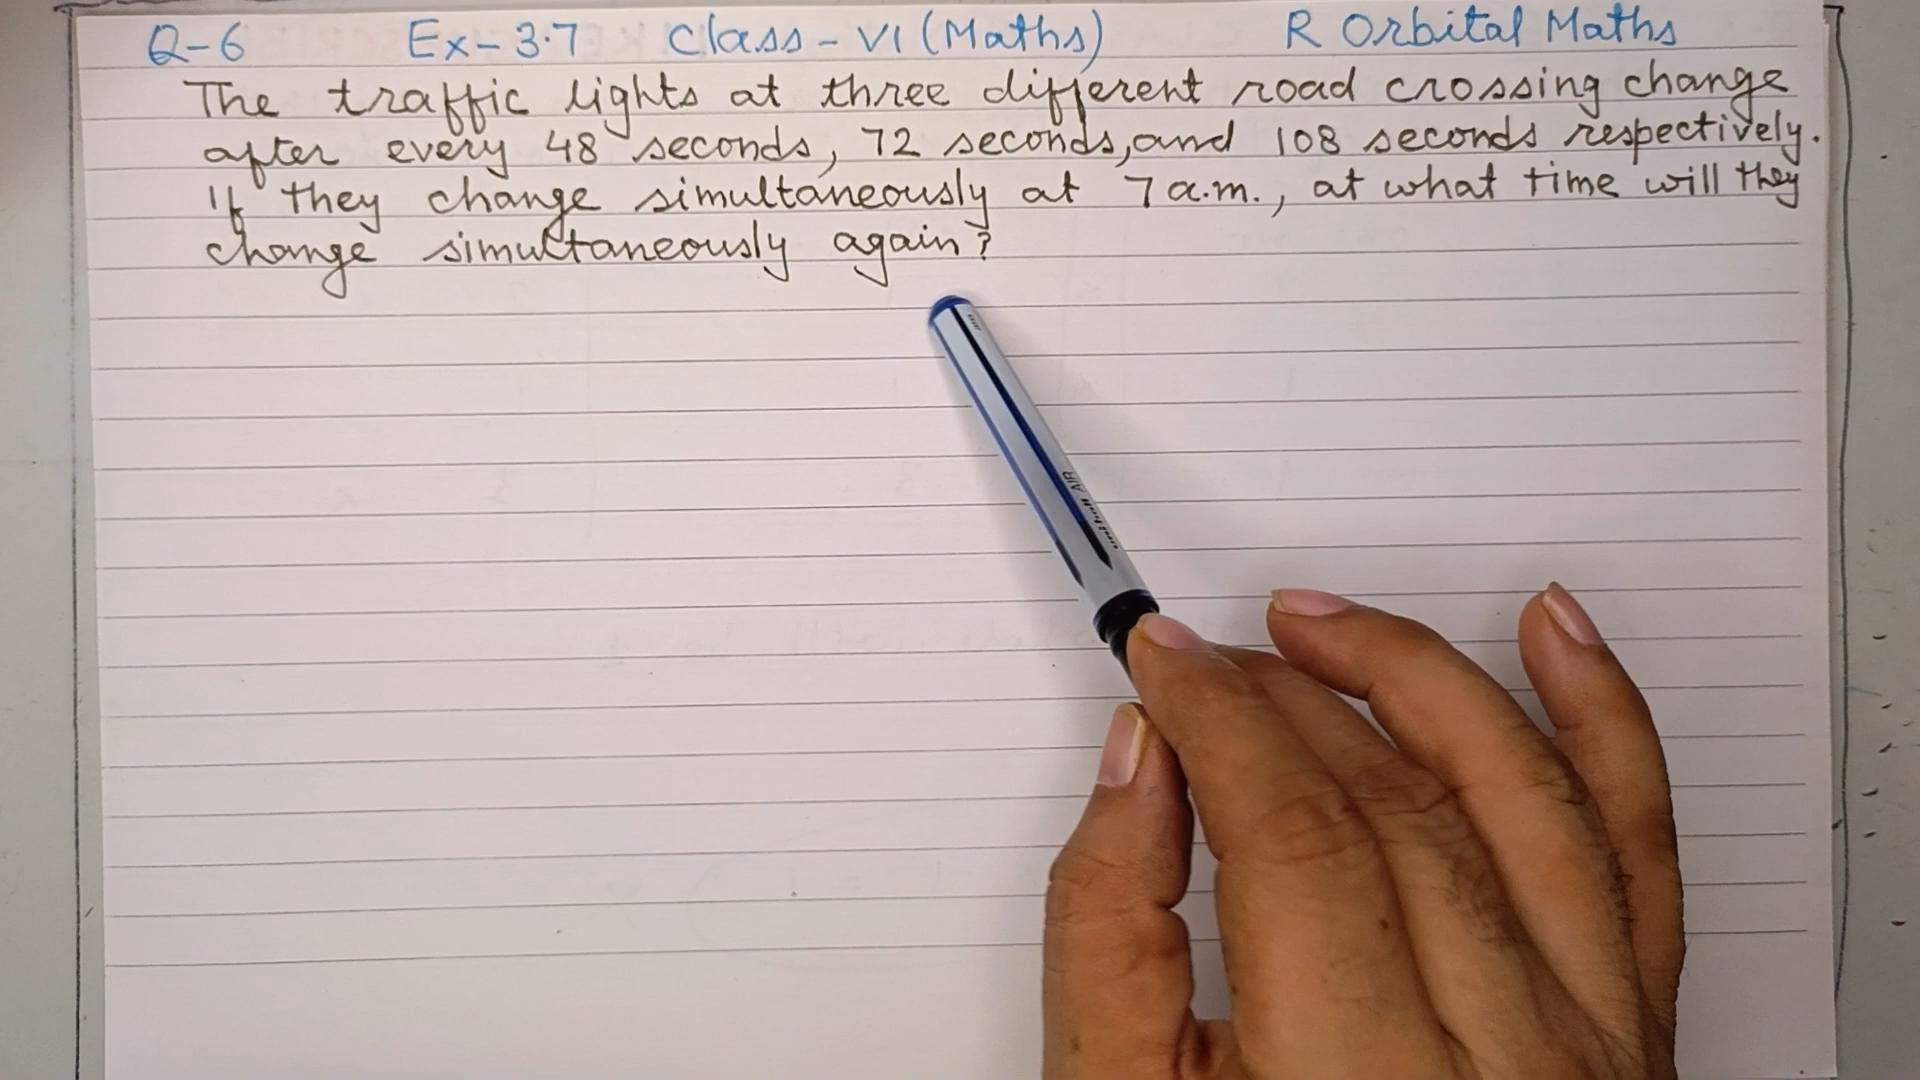 Q-6 Ex-3.7 Class-VI (Maths) R Orbital Maths
The traffic lights at three different road crossing change
after every 48 seconds, 72 seconds, and 108 seconds respectively.
If they change simultaneously at 7 a.m., at what time will they
change simultaneously again?
uniball AIR